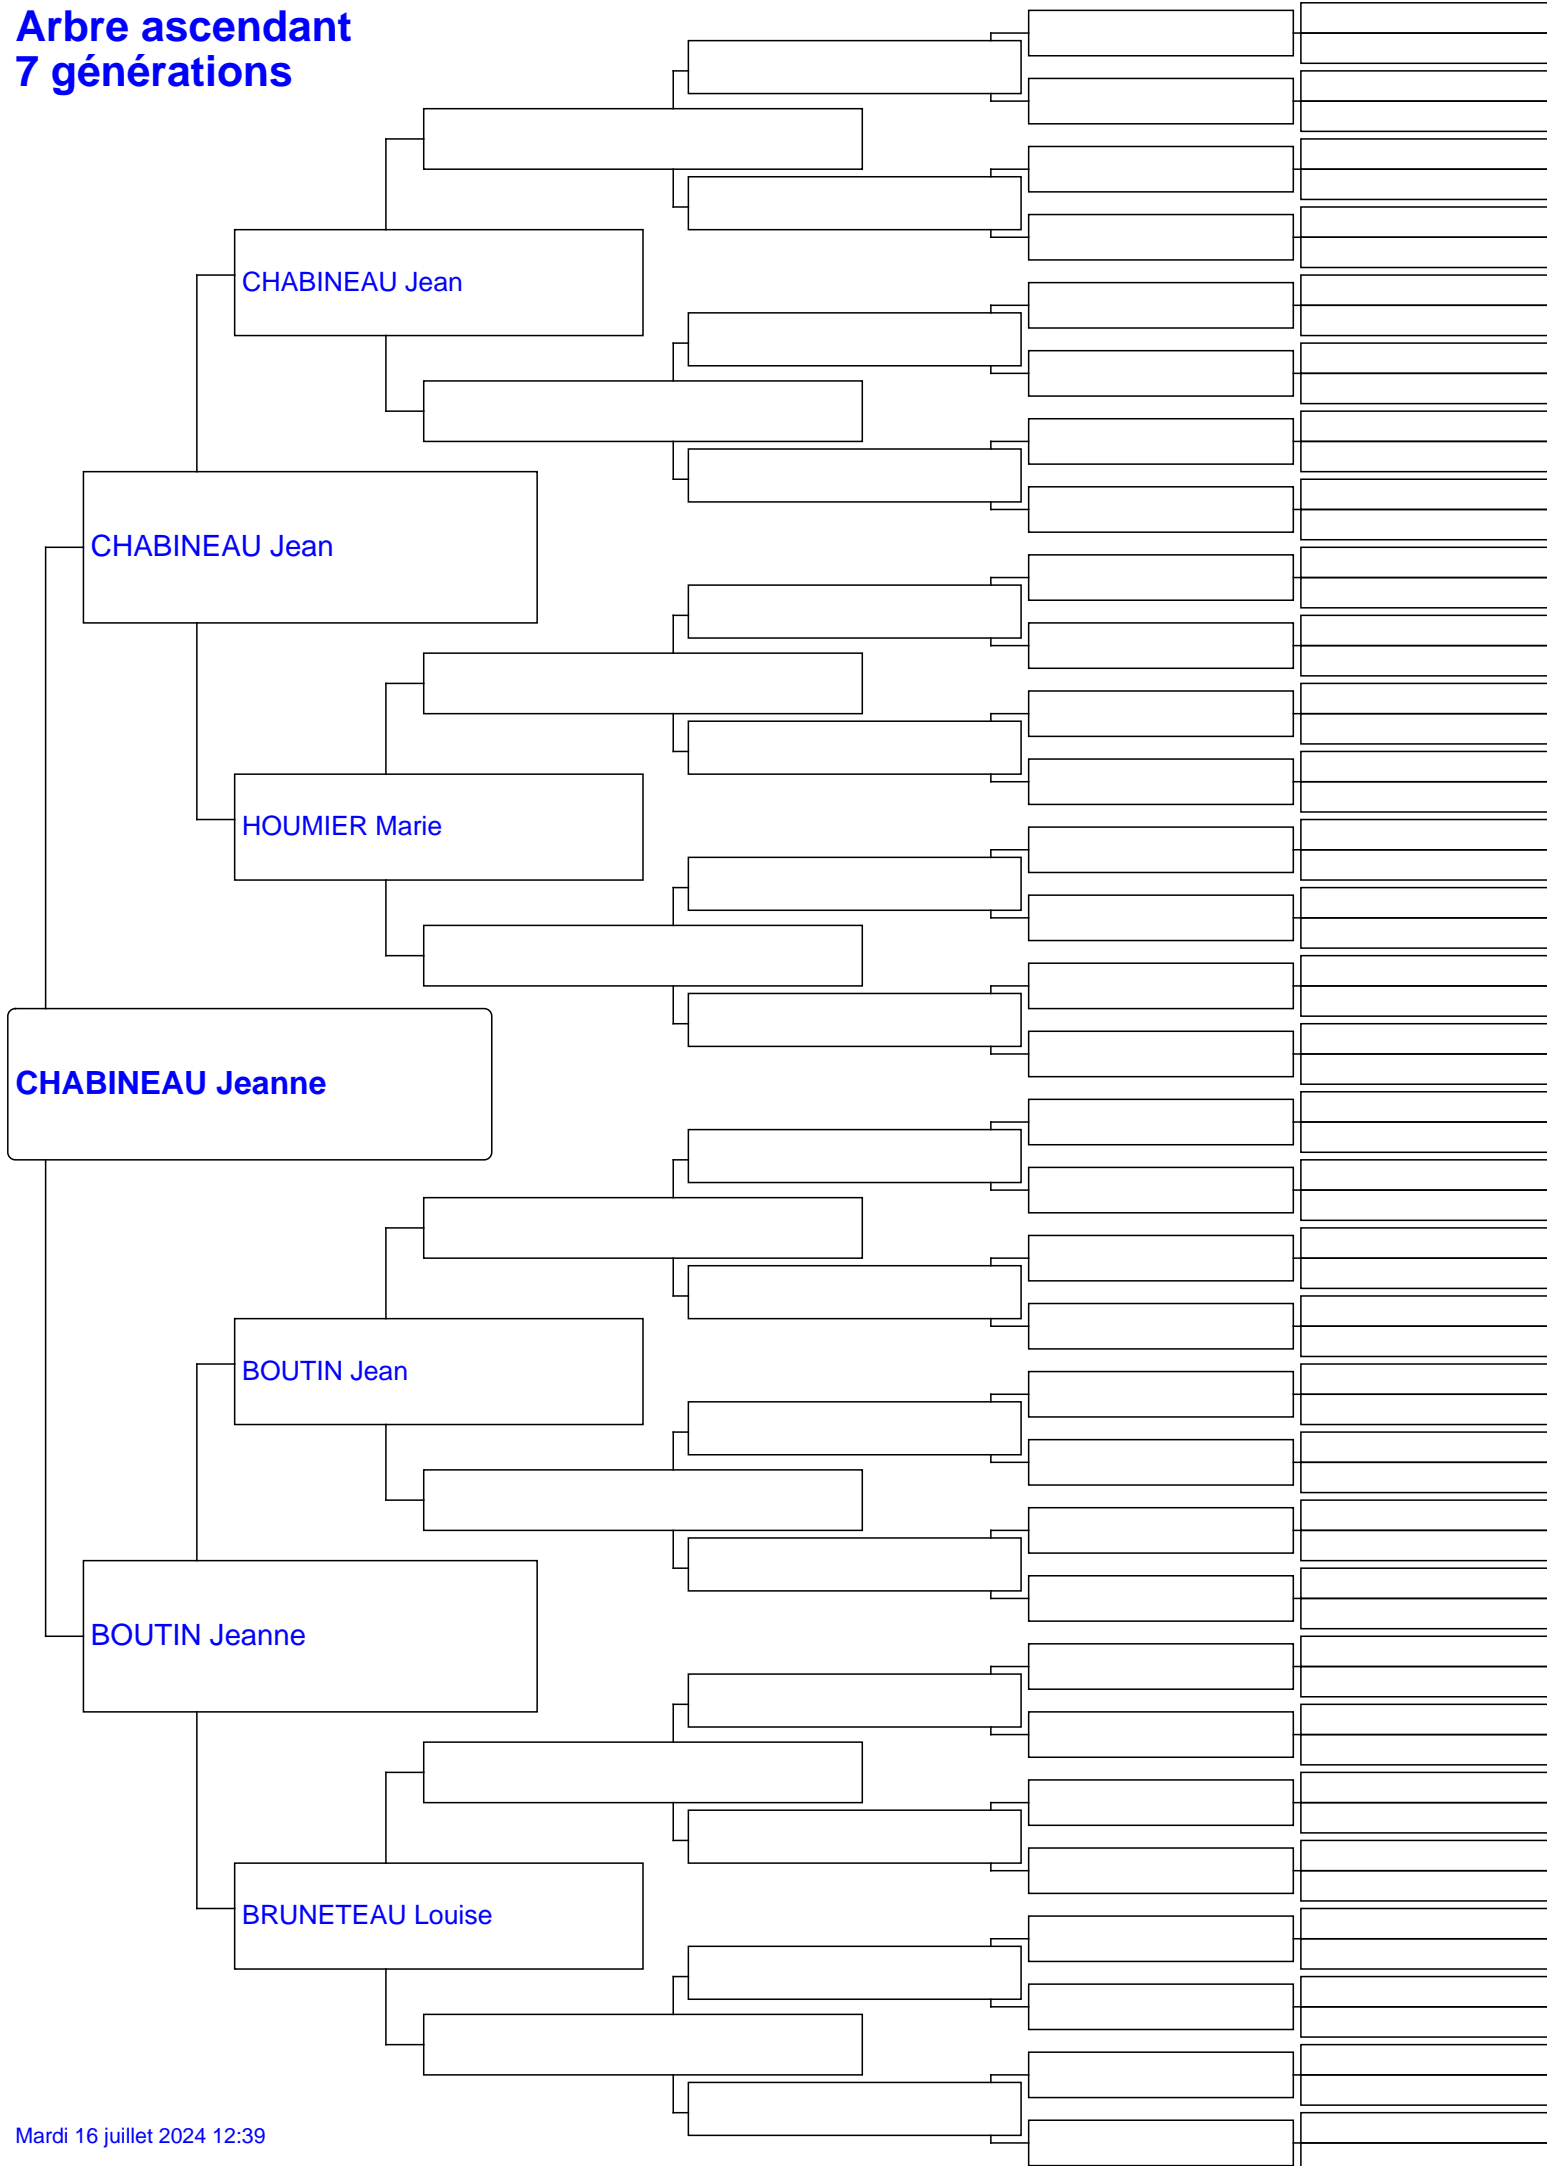 Arbre ascendant
7 générations
CHABINEAU Jean
CHABINEAU Jean
HOUMIER Marie
CHABINEAU Jeanne
BOUTIN Jean
BOUTIN Jeanne
BRUNETEAU Louise
Mardi 16 juillet 2024 12:39